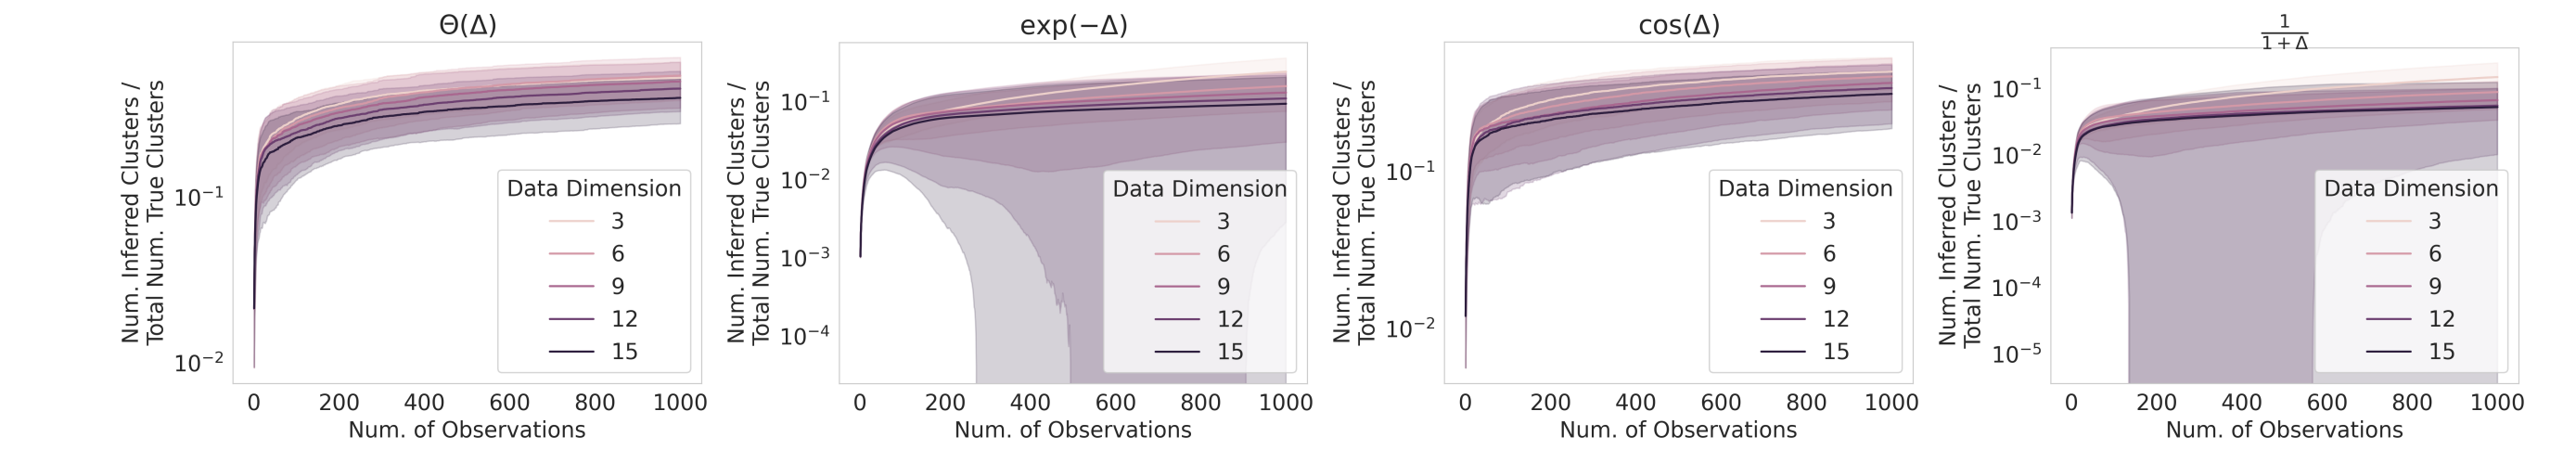 Θ(Δ)
Num. Inferred Clusters /
Total Num. True Clusters
10⁻¹
10⁻²
Data Dimension
3
6
9
12
15
0 200 400 600 800 1000
Num. of Observations
exp(−Δ)
Num. Inferred Clusters /
Total Num. True Clusters
10⁻¹
10⁻²
10⁻³
10⁻⁴
Data Dimension
3
6
9
12
15
0 200 400 600 800 1000
Num. of Observations
cos(Δ)
Num. Inferred Clusters /
Total Num. True Clusters
10⁻¹
10⁻²
Data Dimension
3
6
9
12
15
0 200 400 600 800 1000
Num. of Observations
1
1 + Δ
Num. Inferred Clusters /
Total Num. True Clusters
10⁻¹
10⁻²
10⁻³
10⁻⁴
10⁻⁵
Data Dimension
3
6
9
12
15
0 200 400 600 800 1000
Num. of Observations